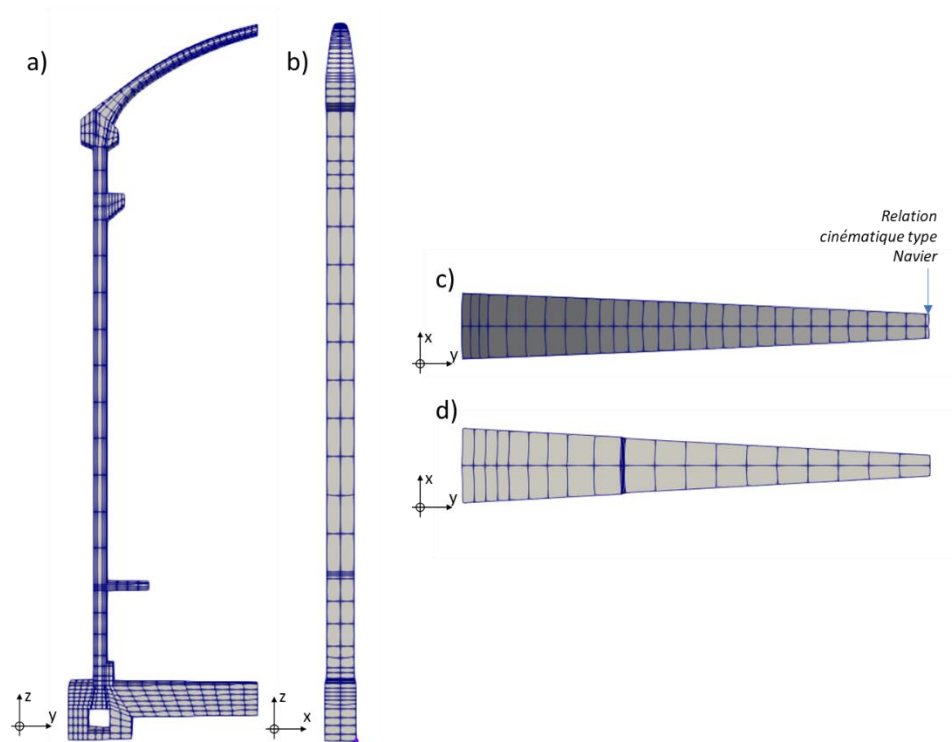 a)
b)
Relation
cinématique type
Navier
c)
x
y
d)
x
y
z
y
z
x